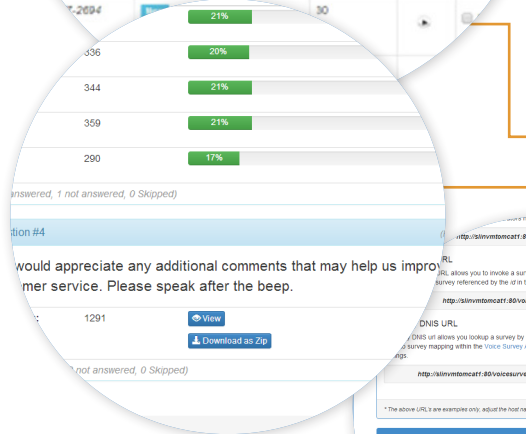 -2694
30
21%
336 20%
344 21%
359 21%
290 17%
answered, 1 not answered, 0 Skipped)
tion #4
would appreciate any additional comments that may help us improv
mer service. Please speak after the beep.
: 1291 View
Download as Zip
not answered, 0 Skipped)
http://slinvmtomcat1:8
RL
RL allows you to invoke a sur
survey referenced by the id in t
http://slinvmtomcat1:80/vo
DNIS URL
DNIS url allows you lookup a survey by
survey mapping within the Voice Survey A
ngs.
http://slinvmtomcat1:80/voicesurve
* The above URL's are examples only, adjust the host na